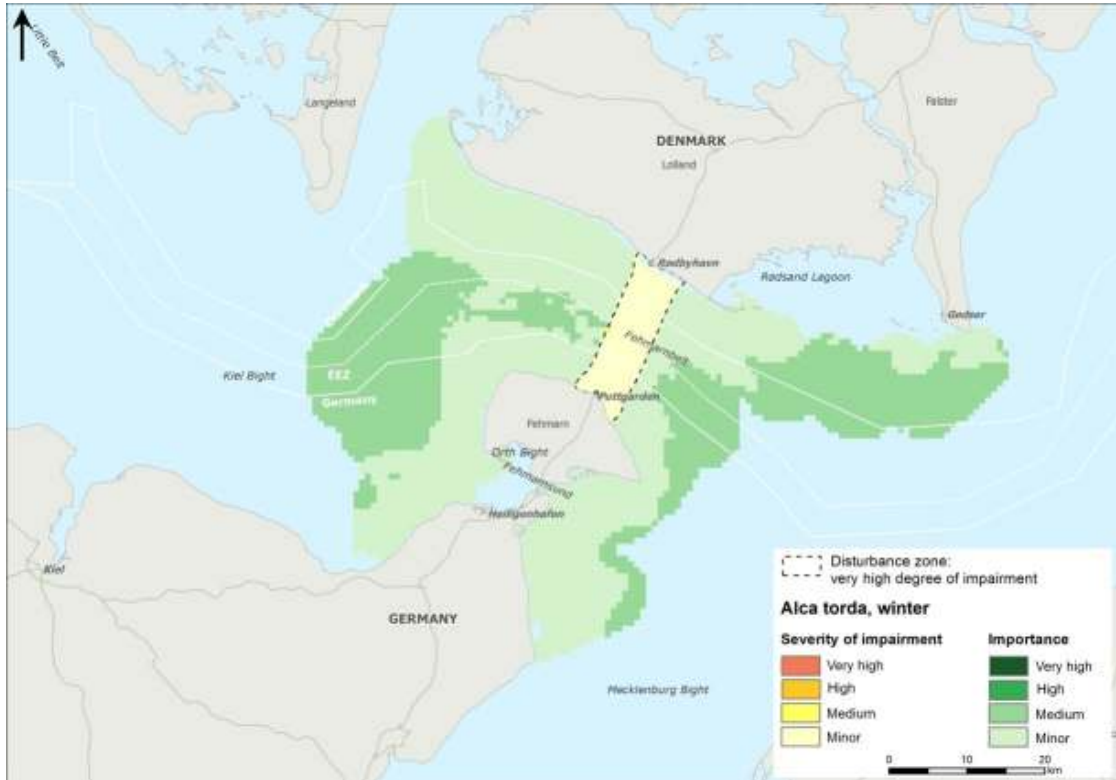 Little Belt
Langeland
DENMARK
Lolland
Falster
Rødbyhavn
Rødsand Lagoon
Gedser
Fehmarnbelt
Kiel Bight
EEZ
Germany
Puttgarden
Fehmarn
Orth Bight
Fehmarnsund
Heiligenhafen
Kiel
GERMANY
Mecklenburg Bight
Disturbance zone:
very high degree of impairment
Alca torda, winter
Severity of impairment Importance
Very high Very high
High High
Medium Medium
Minor Minor
0 10 20
km